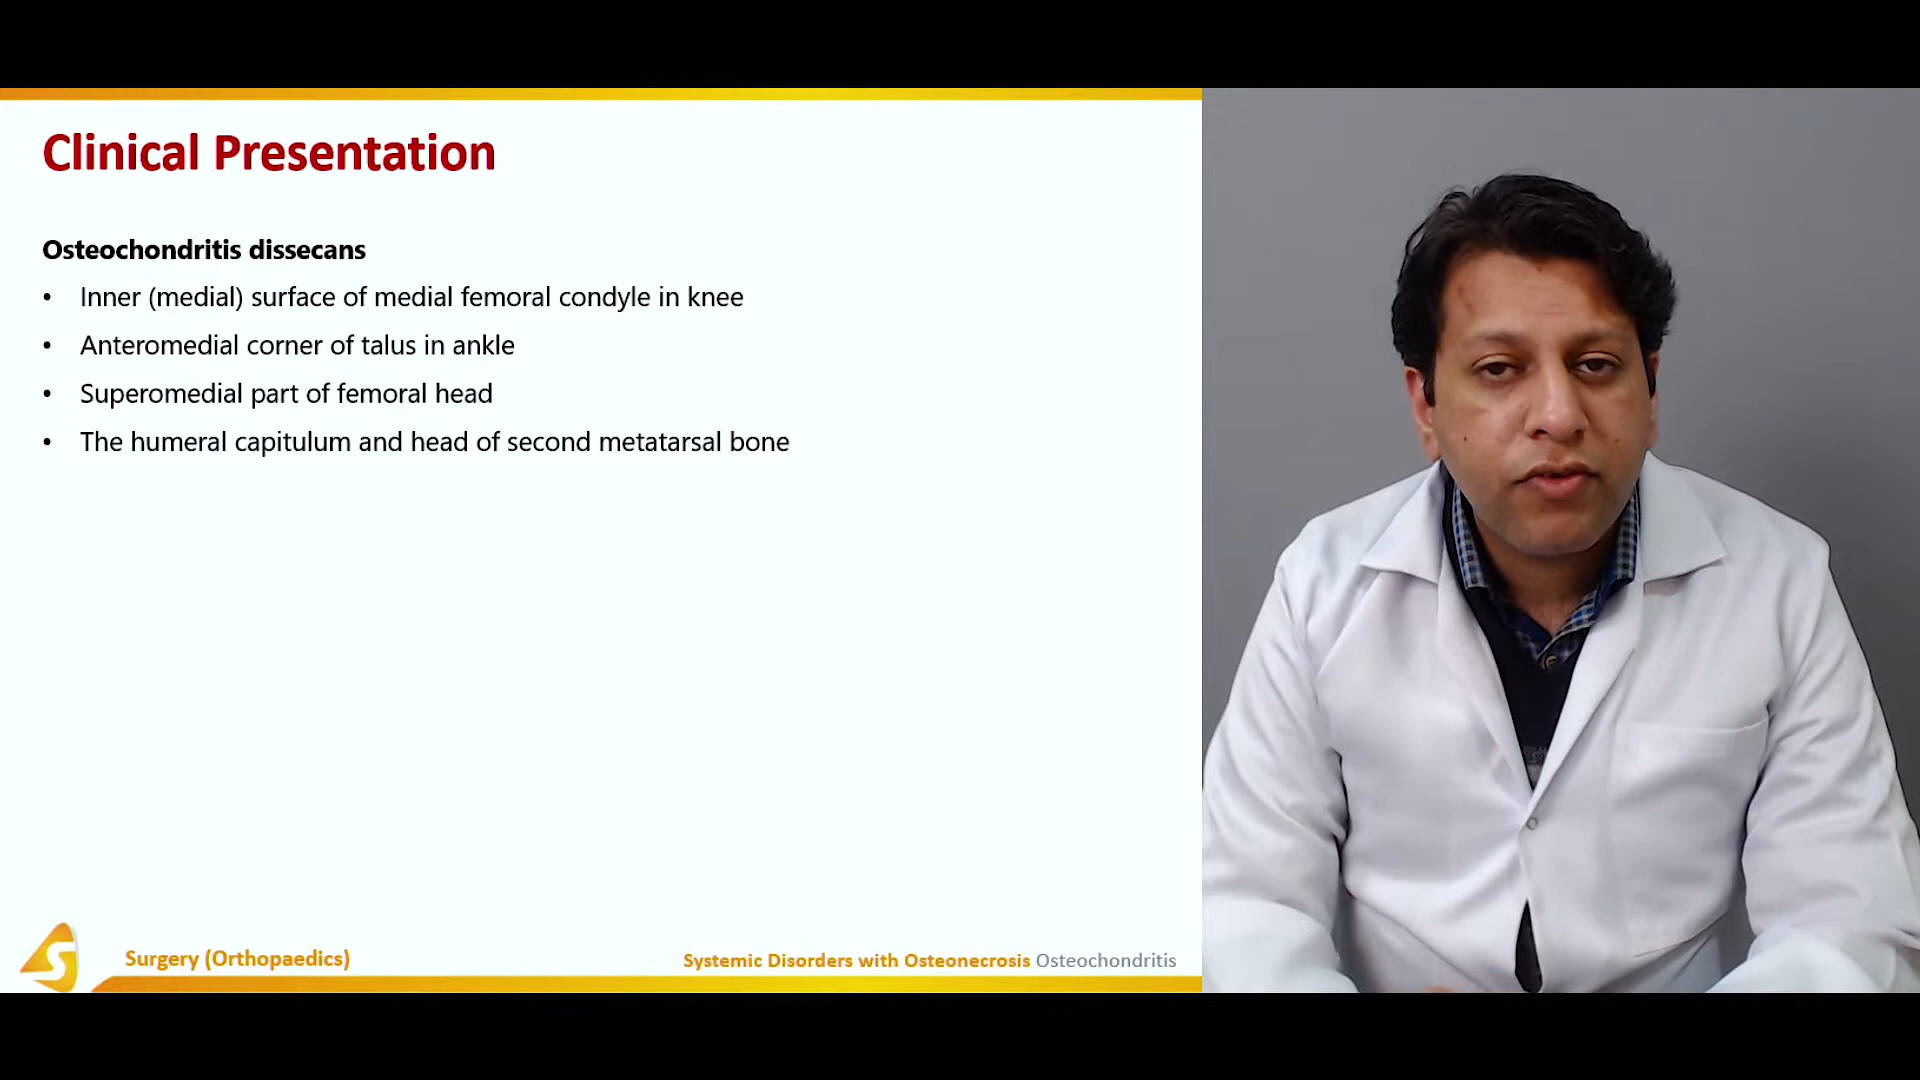 Clinical Presentation
Osteochondritis dissecans
• Inner (medial) surface of medial femoral condyle in knee
• Anteromedial corner of talus in ankle
• Superomedial part of femoral head
• The humeral capitulum and head of second metatarsal bone
S
Surgery (Orthopaedics)
Systemic Disorders with Osteonecrosis Osteochondritis